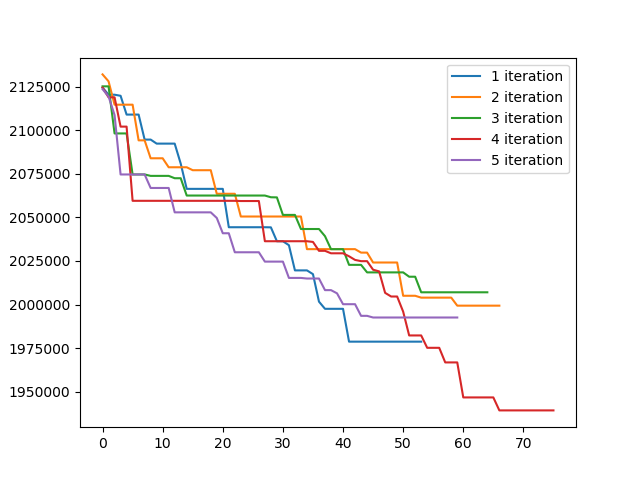 1 iteration
2 iteration
3 iteration
4 iteration
5 iteration
2125000
2100000
2075000
2050000
2025000
2000000
1975000
1950000
0 10 20 30 40 50 60 70